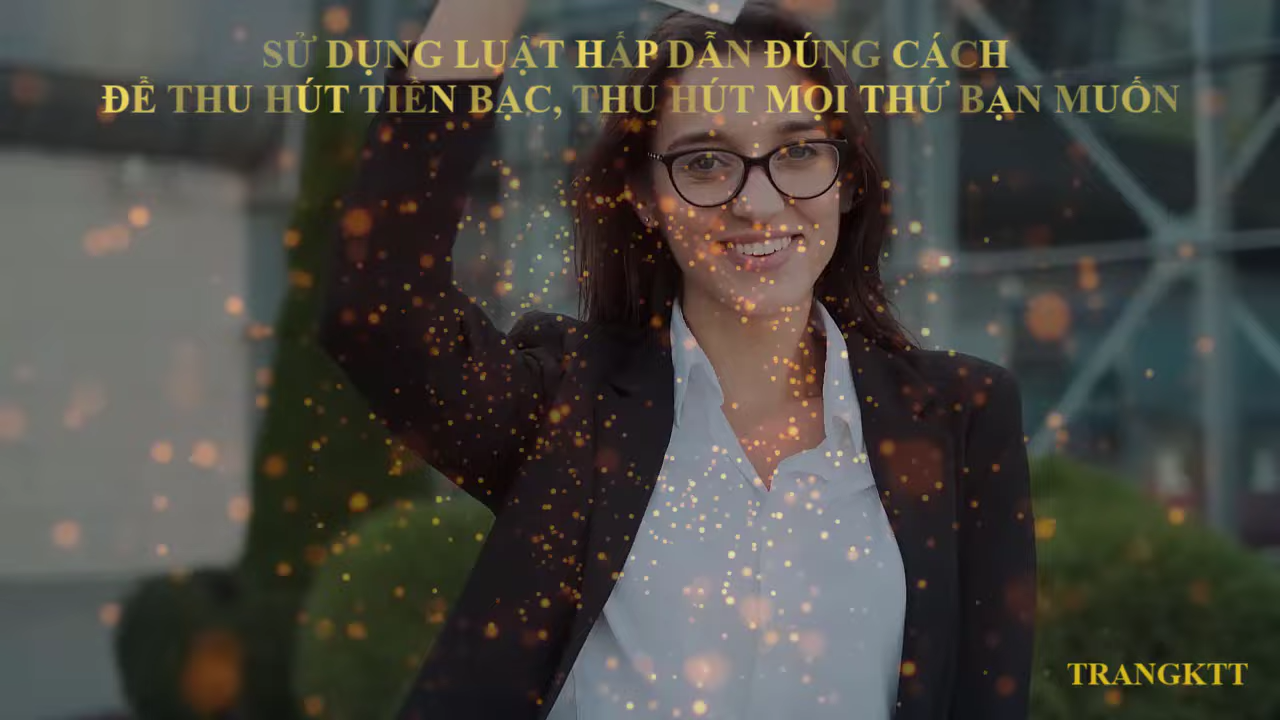 SỬ DỤNG LUẬT HẤP DẪN ĐÚNG CÁCH
ĐỂ THU HÚT TIỀN BẠC, THU HÚT MỌI THỨ BẠN MUỐN
TRANGKTT